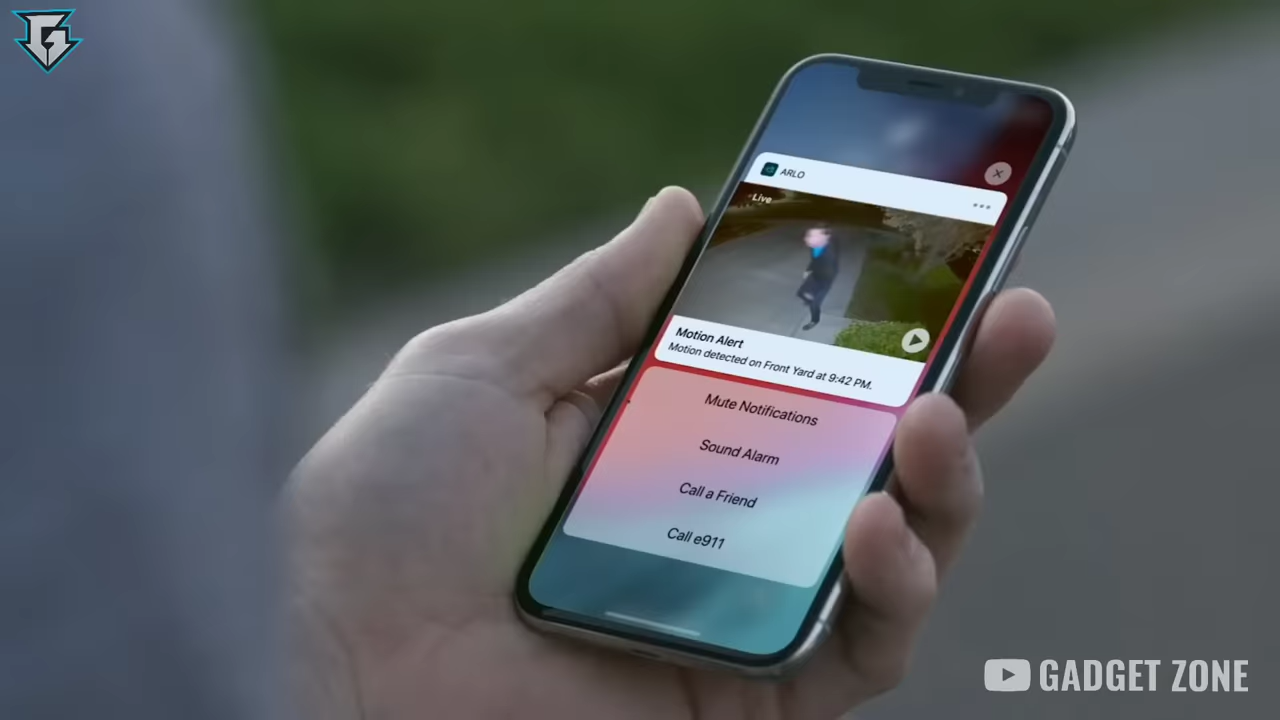 ARLO
Live
Motion Alert
Motion detected on Front Yard at 9:42 PM.
Mute Notifications
Sound Alarm
Call a Friend
Call e911
GADGET ZONE